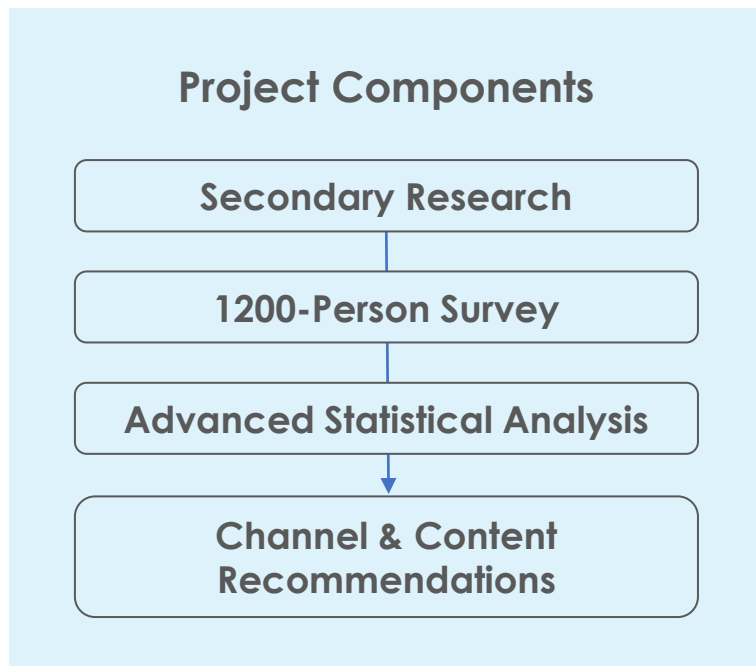 Project Components
Secondary Research
1200-Person Survey
Advanced Statistical Analysis
Channel & Content
Recommendations